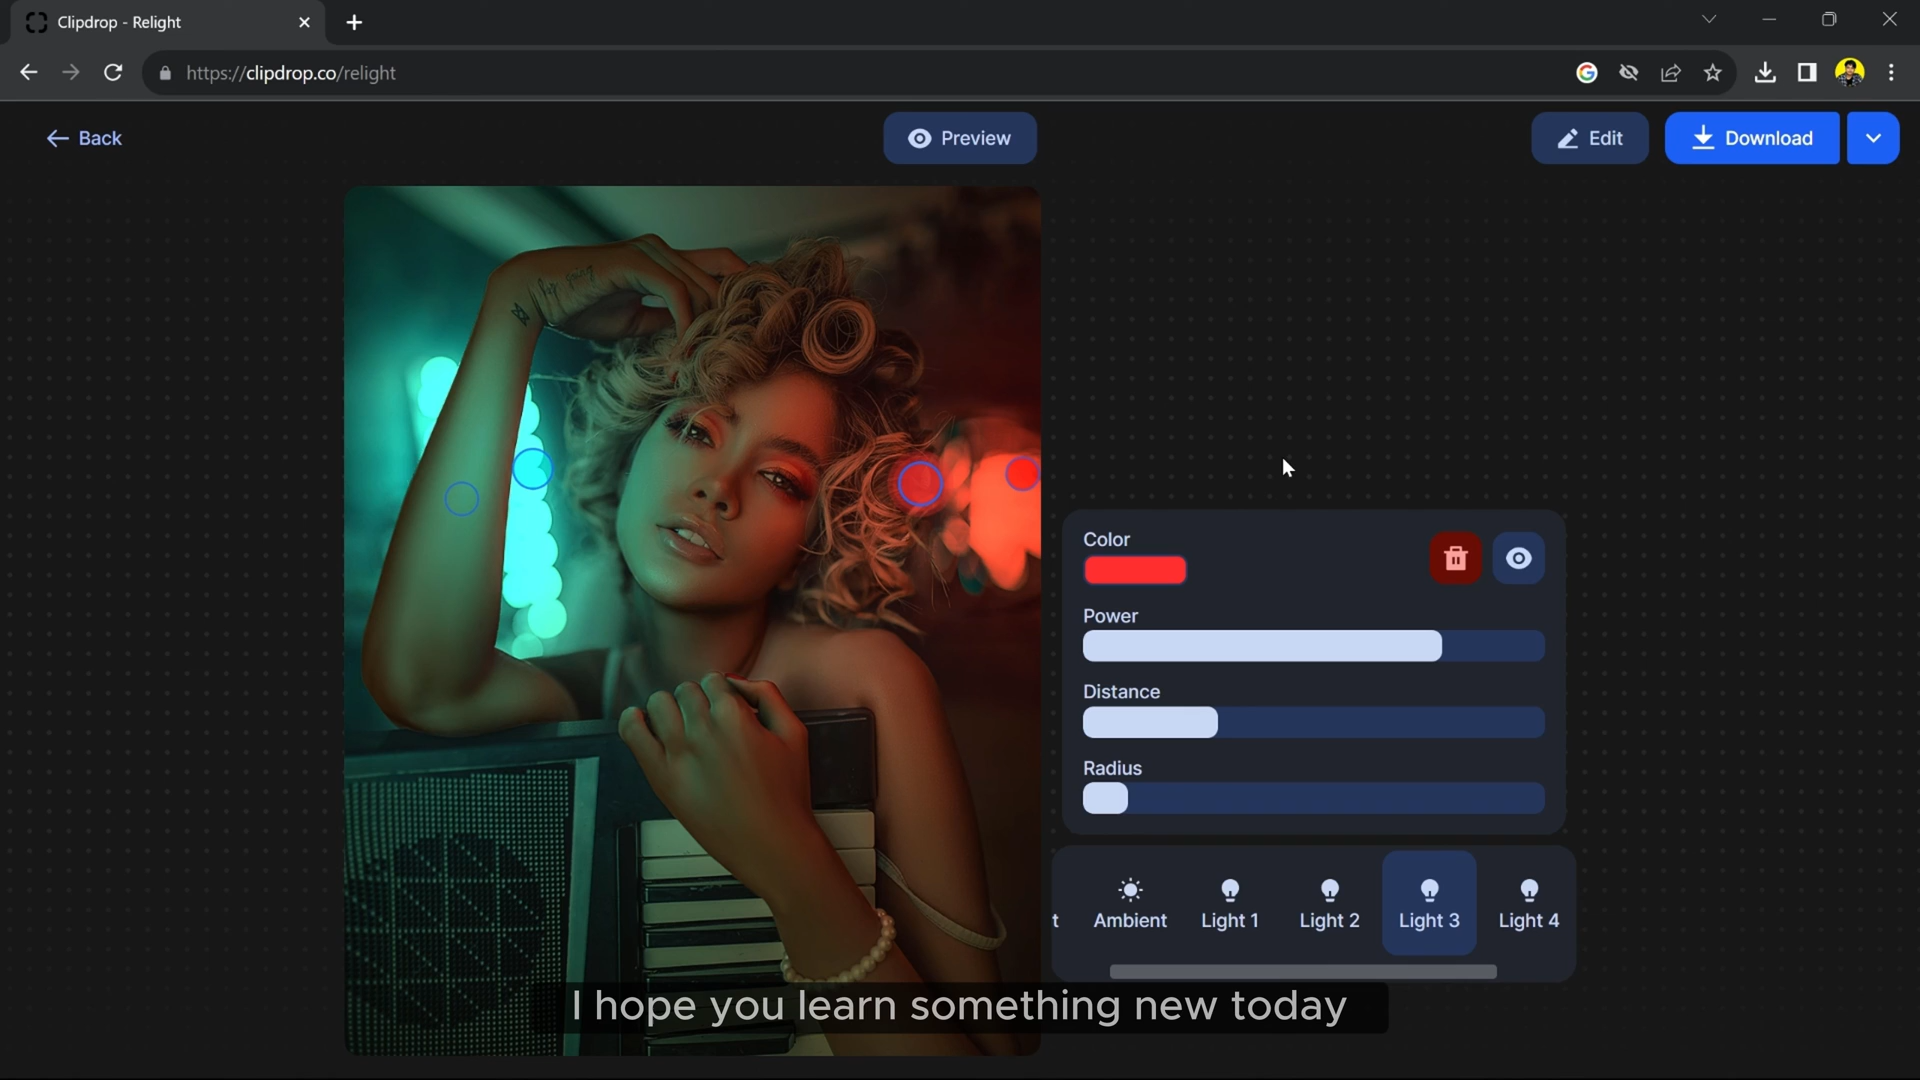 Clipdrop - Relight
https://clipdrop.co/relight
Back
Preview
Edit
Download
Color
Power
Distance
Radius
t
Ambient
Light 1
Light 2
Light 3
Light 4
I hope you learn something new today